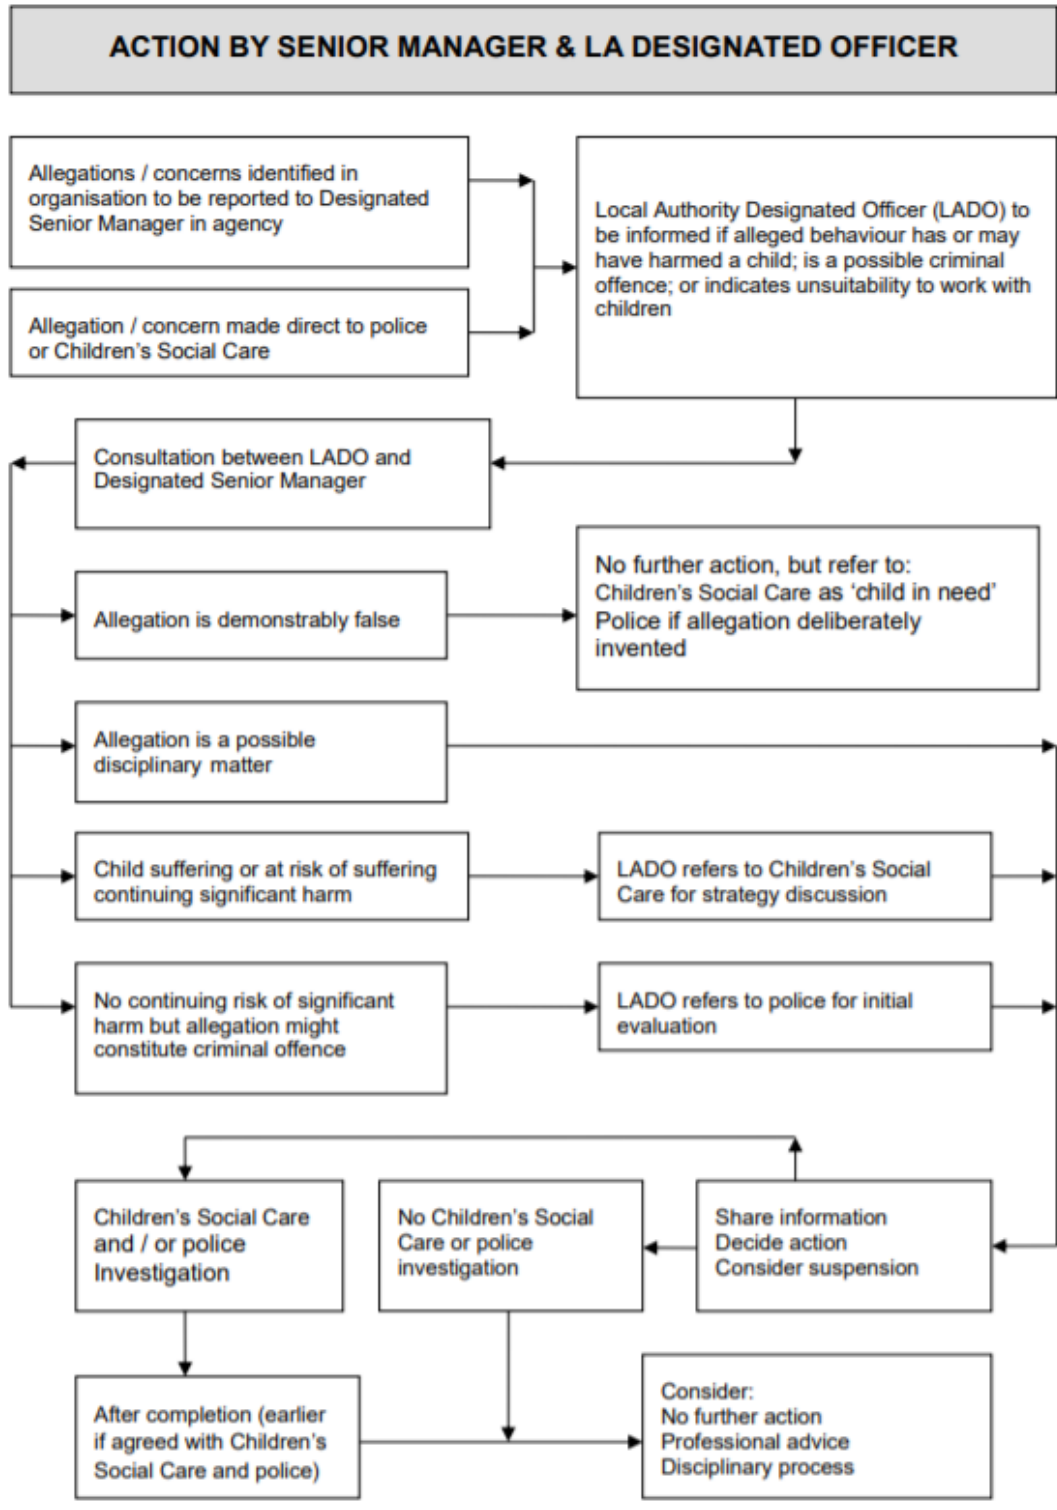 ACTION BY SENIOR MANAGER & LA DESIGNATED OFFICER
Allegations / concerns identified in
organisation to be reported to Designated
Senior Manager in agency
Allegation / concern made direct to police
or Children's Social Care
Local Authority Designated Officer (LADO) to
be informed if alleged behaviour has or may
have harmed a child; is a possible criminal
offence; or indicates unsuitability to work with
children
Consultation between LADO and
Designated Senior Manager
Allegation is demonstrably false
No further action, but refer to:
Children's Social Care as 'child in need'
Police if allegation deliberately
invented
Allegation is a possible
disciplinary matter
Child suffering or at risk of suffering
continuing significant harm
LADO refers to Children's Social
Care for strategy discussion
No continuing risk of significant
harm but allegation might
constitute criminal offence
LADO refers to police for initial
evaluation
Children's Social Care
and / or police
Investigation
No Children's Social
Care or police
investigation
Share information
Decide action
Consider suspension
After completion (earlier
if agreed with Children's
Social Care and police)
Consider:
No further action
Professional advice
Disciplinary process